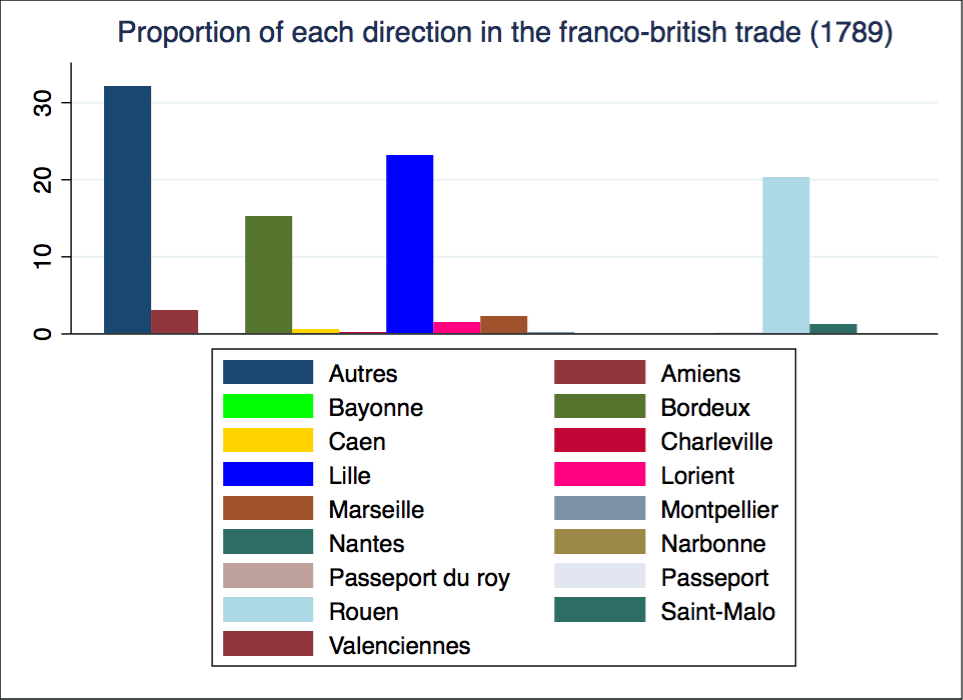 Proportion of each direction in the franco-british trade (1789)
30
20
10
0
Autres Amiens
Bayonne Bordeux
Caen Charleville
Lille Lorient
Marseille Montpellier
Nantes Narbonne
Passeport du roy Passeport
Rouen Saint-Malo
Valenciennes